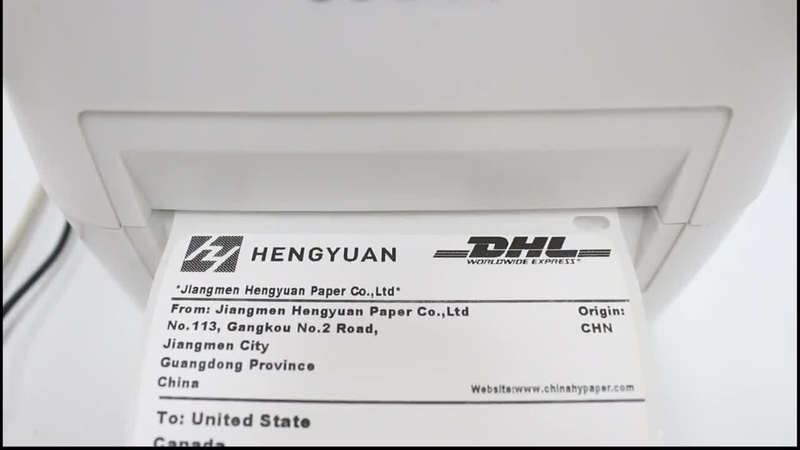 HENGYUAN
DHL
WORLDWIDE EXPRESS®
*Jiangmen Hengyuan Paper Co.,Ltd*
From: Jiangmen Hengyuan Paper Co.,Ltd
Origin:
No.113, Gangkou No.2 Road,
CHN
Jiangmen City
Guangdong Province
China
Website:www.chinahypaper.com
To: United State
Canada